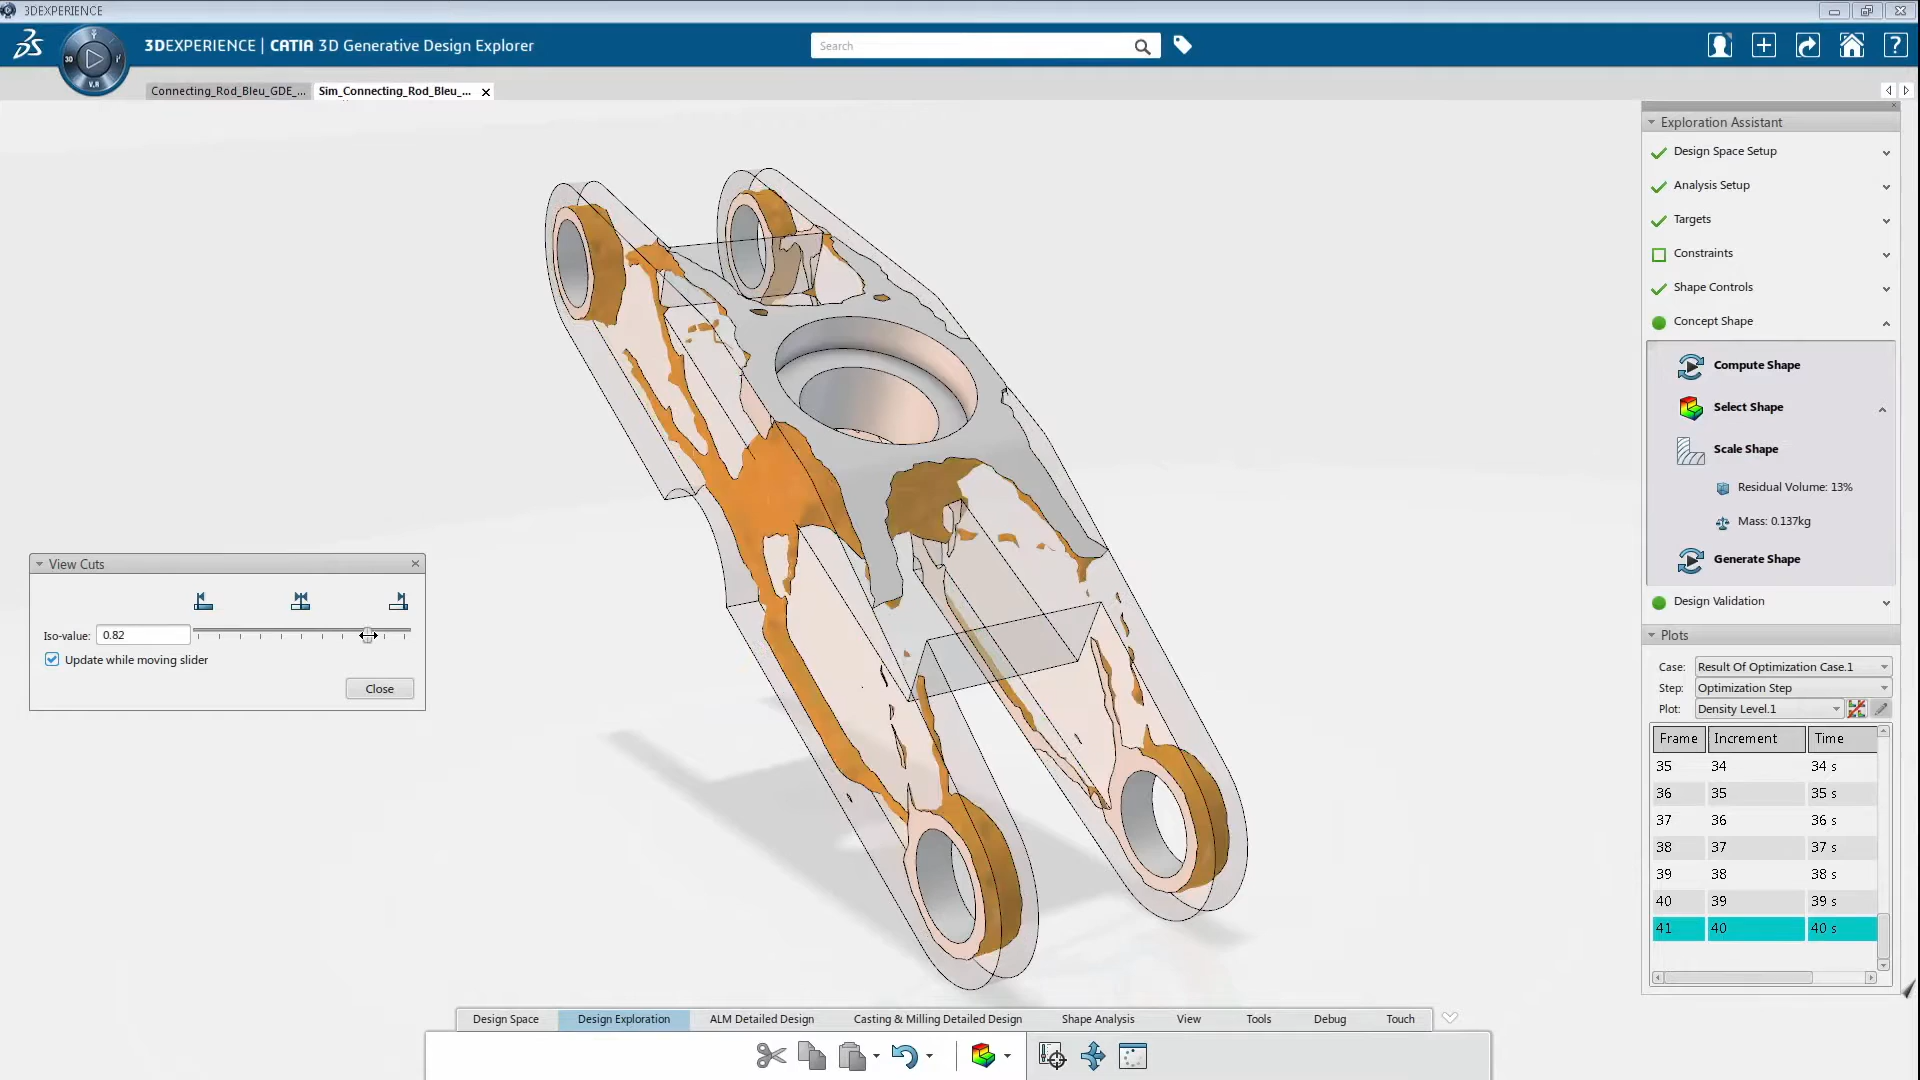 3DEXPERIENCE
3DEXPERIENCE | CATIA 3D Generative Design Explorer
Search
3D
V.R
Connecting_Rod_Bleu_GDE_...
Sim_Connecting_Rod_Bleu_...
Exploration Assistant
Design Space Setup
Analysis Setup
Targets
Constraints
Shape Controls
Concept Shape
Compute Shape
Select Shape
Scale Shape
Residual Volume: 13%
Mass: 0.137kg
Generate Shape
Design Validation
View Cuts
Iso-value: 0.82
Update while moving slider
Close
Plots
Case: Result Of Optimization Case.1
Step: Optimization Step
Plot: Density Level.1
Frame Increment Time
35 34 34 s
36 35 35 s
37 36 36 s
38 37 37 s
39 38 38 s
40 39 39 s
41 40 40 s
Design Space Design Exploration ALM Detailed Design Casting & Milling Detailed Design Shape Analysis View Tools Debug Touch